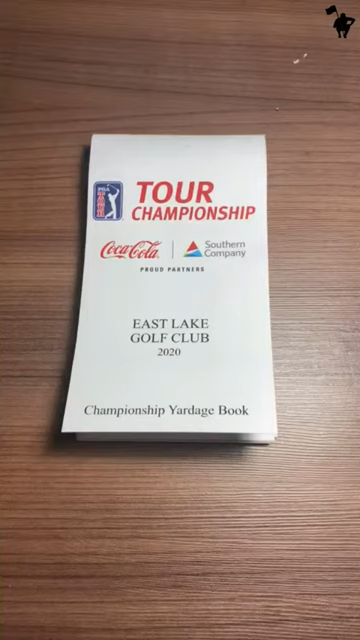 PGA
TOUR
TOUR
CHAMPIONSHIP
Coca-Cola
Southern
Company
PROUD PARTNERS
EAST LAKE
GOLF CLUB
2020
Championship Yardage Book